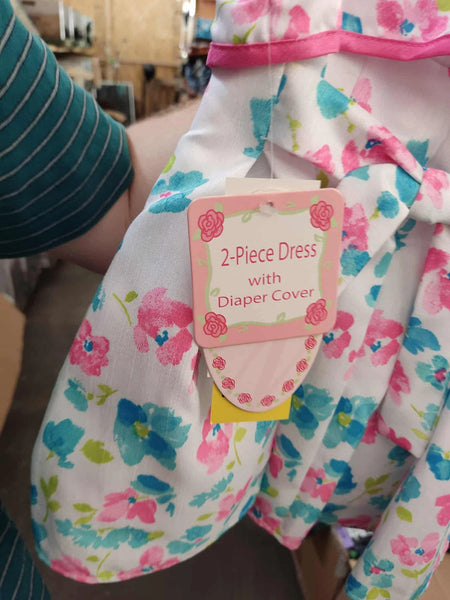 2-Piece Dress
with
Diaper Cover